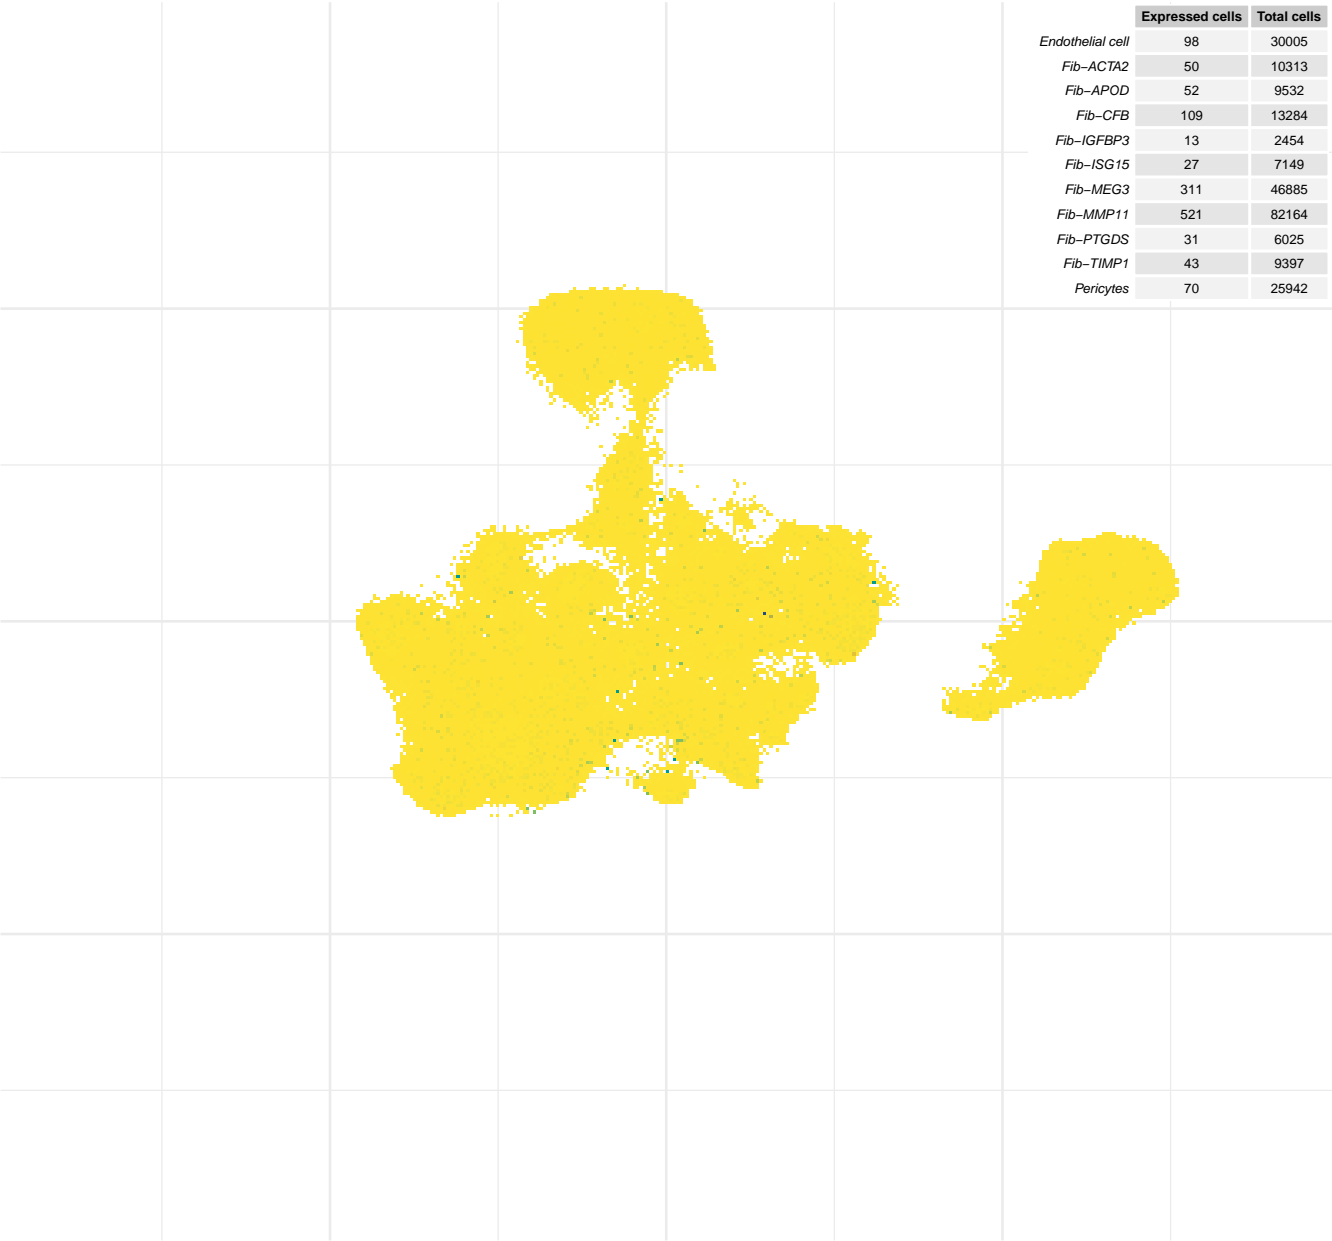 Expressed cells Total cells
Endothelial cell 98 30005
Fib−ACTA2 50 10313
Fib−APOD 52 9532
Fib−CFB 109 13284
Fib−IGFBP3 13 2454
Fib−ISG15 27 7149
Fib−MEG3 311 46885
Fib−MMP11 521 82164
Fib−PTGDS 31 6025
Fib−TIMP1 43 9397
Pericytes 70 25942